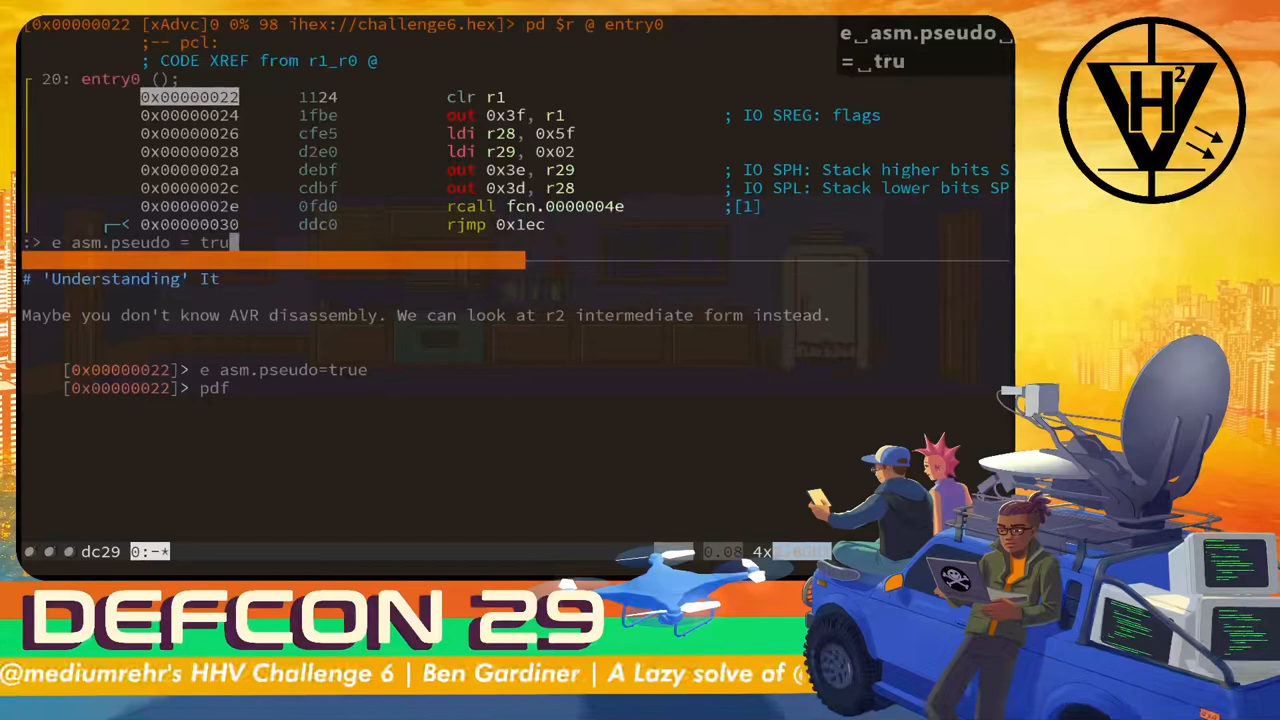 [0x00000022 [xAdvc]0 0% 98 ihex://challenge6.hex]> pd $r @ entry0
;-- pcl:
; CODE XREF from r1_r0 @
20: entry0 ();
0x00000022 1124 clr r1
0x00000024 1fbe out 0x3f, r1 ; IO SREG: flags
0x00000026 cfe5 ldi r28, 0x5f
0x00000028 d2e0 ldi r29, 0x02
0x0000002a debf out 0x3e, r29 ; IO SPH: Stack higher bits S
0x0000002c cdbf out 0x3d, r28 ; IO SPL: Stack lower bits SP
0x0000002e 0fd0 rcall fcn.0000004e ;[1]
0x00000030 ddc0 rjmp 0x1ec
:> e asm.pseudo = tru
e␣asm.pseudo␣
=␣tru
# 'Understanding' It
Maybe you don't know AVR disassembly. We can look at r2 intermediate form instead.
[0x00000022]> e asm.pseudo=true
[0x00000022]> pdf
dc29 0:-*
0.08 4x
H2V
DEFCON 29
@mediumrehr's HHV Challenge 6 | Ben Gardiner | A Lazy solve of @